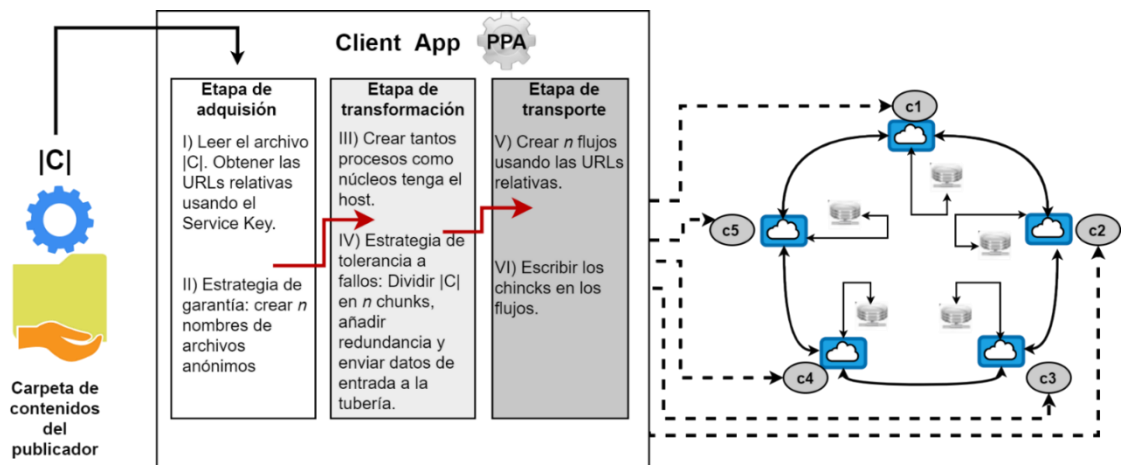 Client App PPA
|C|
Carpeta de
contenidos
del
publicador
Etapa de
adquisión
I) Leer el archivo
|C|. Obtener las
URLs relativas
usando el
Service Key.
II) Estrategia de
garantía: crear n
nombres de
archivos
anónimos
Etapa de
transformación
III) Crear tantos
procesos como
núcleos tenga el
host.
IV) Estrategia de
tolerancia a
fallos: Dividir |C|
en n chunks,
añadir
redundancia y
enviar datos de
entrada a la
tubería.
Etapa de
transporte
V) Crear n flujos
usando las URLs
relativas.
VI) Escribir los
chincks en los
flujos.
c1
c5
c2
c4
c3